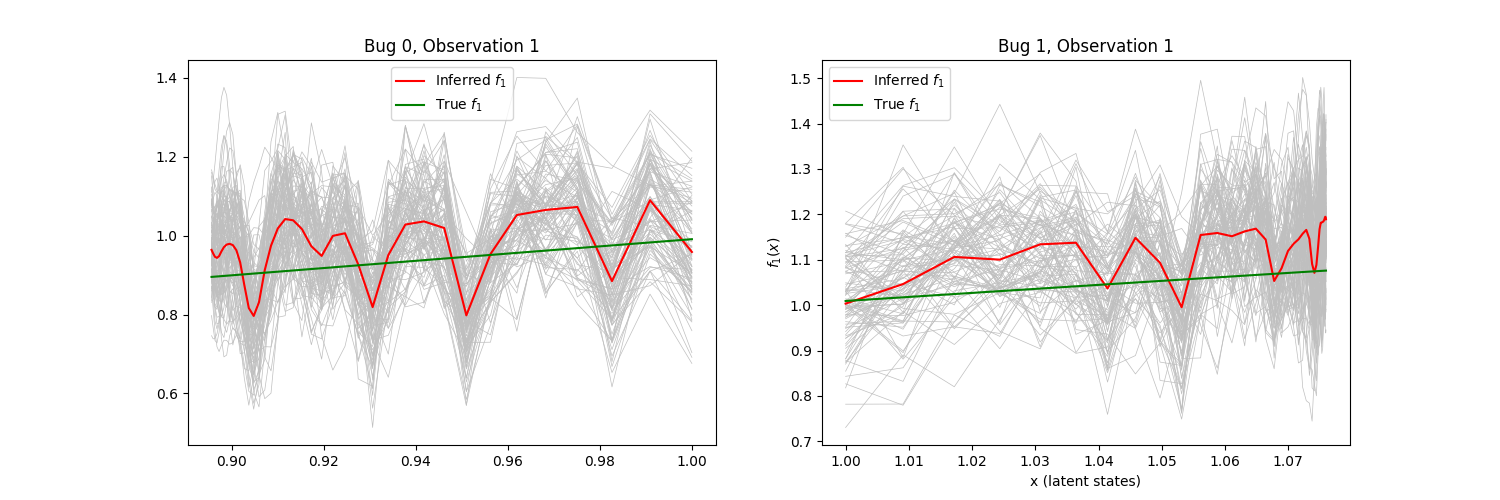 Bug 0, Observation 1
Inferred f₁
True f₁
1.4
1.2
1.0
0.8
0.6
0.90 0.92 0.94 0.96 0.98 1.00
Bug 1, Observation 1
Inferred f₁
True f₁
f₁(x)
1.5
1.4
1.3
1.2
1.1
1.0
0.9
0.8
0.7
1.00 1.01 1.02 1.03 1.04 1.05 1.06 1.07
x (latent states)